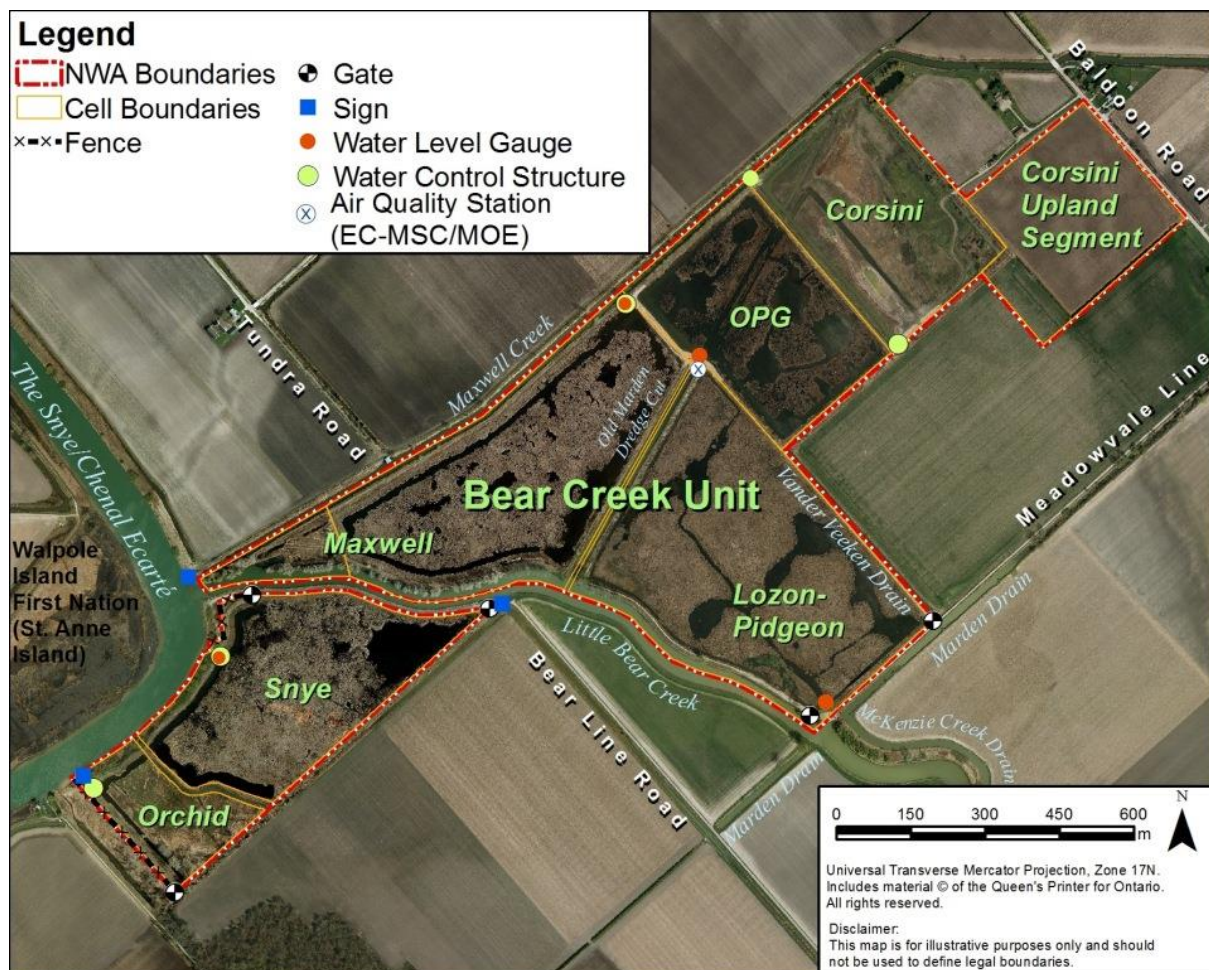 Legend
NWA Boundaries
Cell Boundaries
Fence
Gate
Sign
Water Level Gauge
Water Control Structure
Air Quality Station
(EC-MSC/MOE)
Baldoon Road
Corsini
Upland
Segment
Corsini
OPG
Tundra Road
Maxwell Creek
The Snye/Chenal Ecarté
Old Marden
Dredge Cut
Meadowvale Line
Bear Creek Unit
Vander Veeken Drain
Maxwell
Walpole
Island
First Nation
(St. Anne
Island)
Lozon-
Pidgeon
Marden Drain
Little Bear Creek
Snye
Bear Line Road
McKenzie Creek Drain
Marden Drain
Orchid
0 150 300 450 600
m
N
Universal Transverse Mercator Projection, Zone 17N.
Includes material © of the Queen's Printer for Ontario.
All rights reserved.
Disclaimer:
This map is for illustrative purposes only and should
not be used to define legal boundaries.